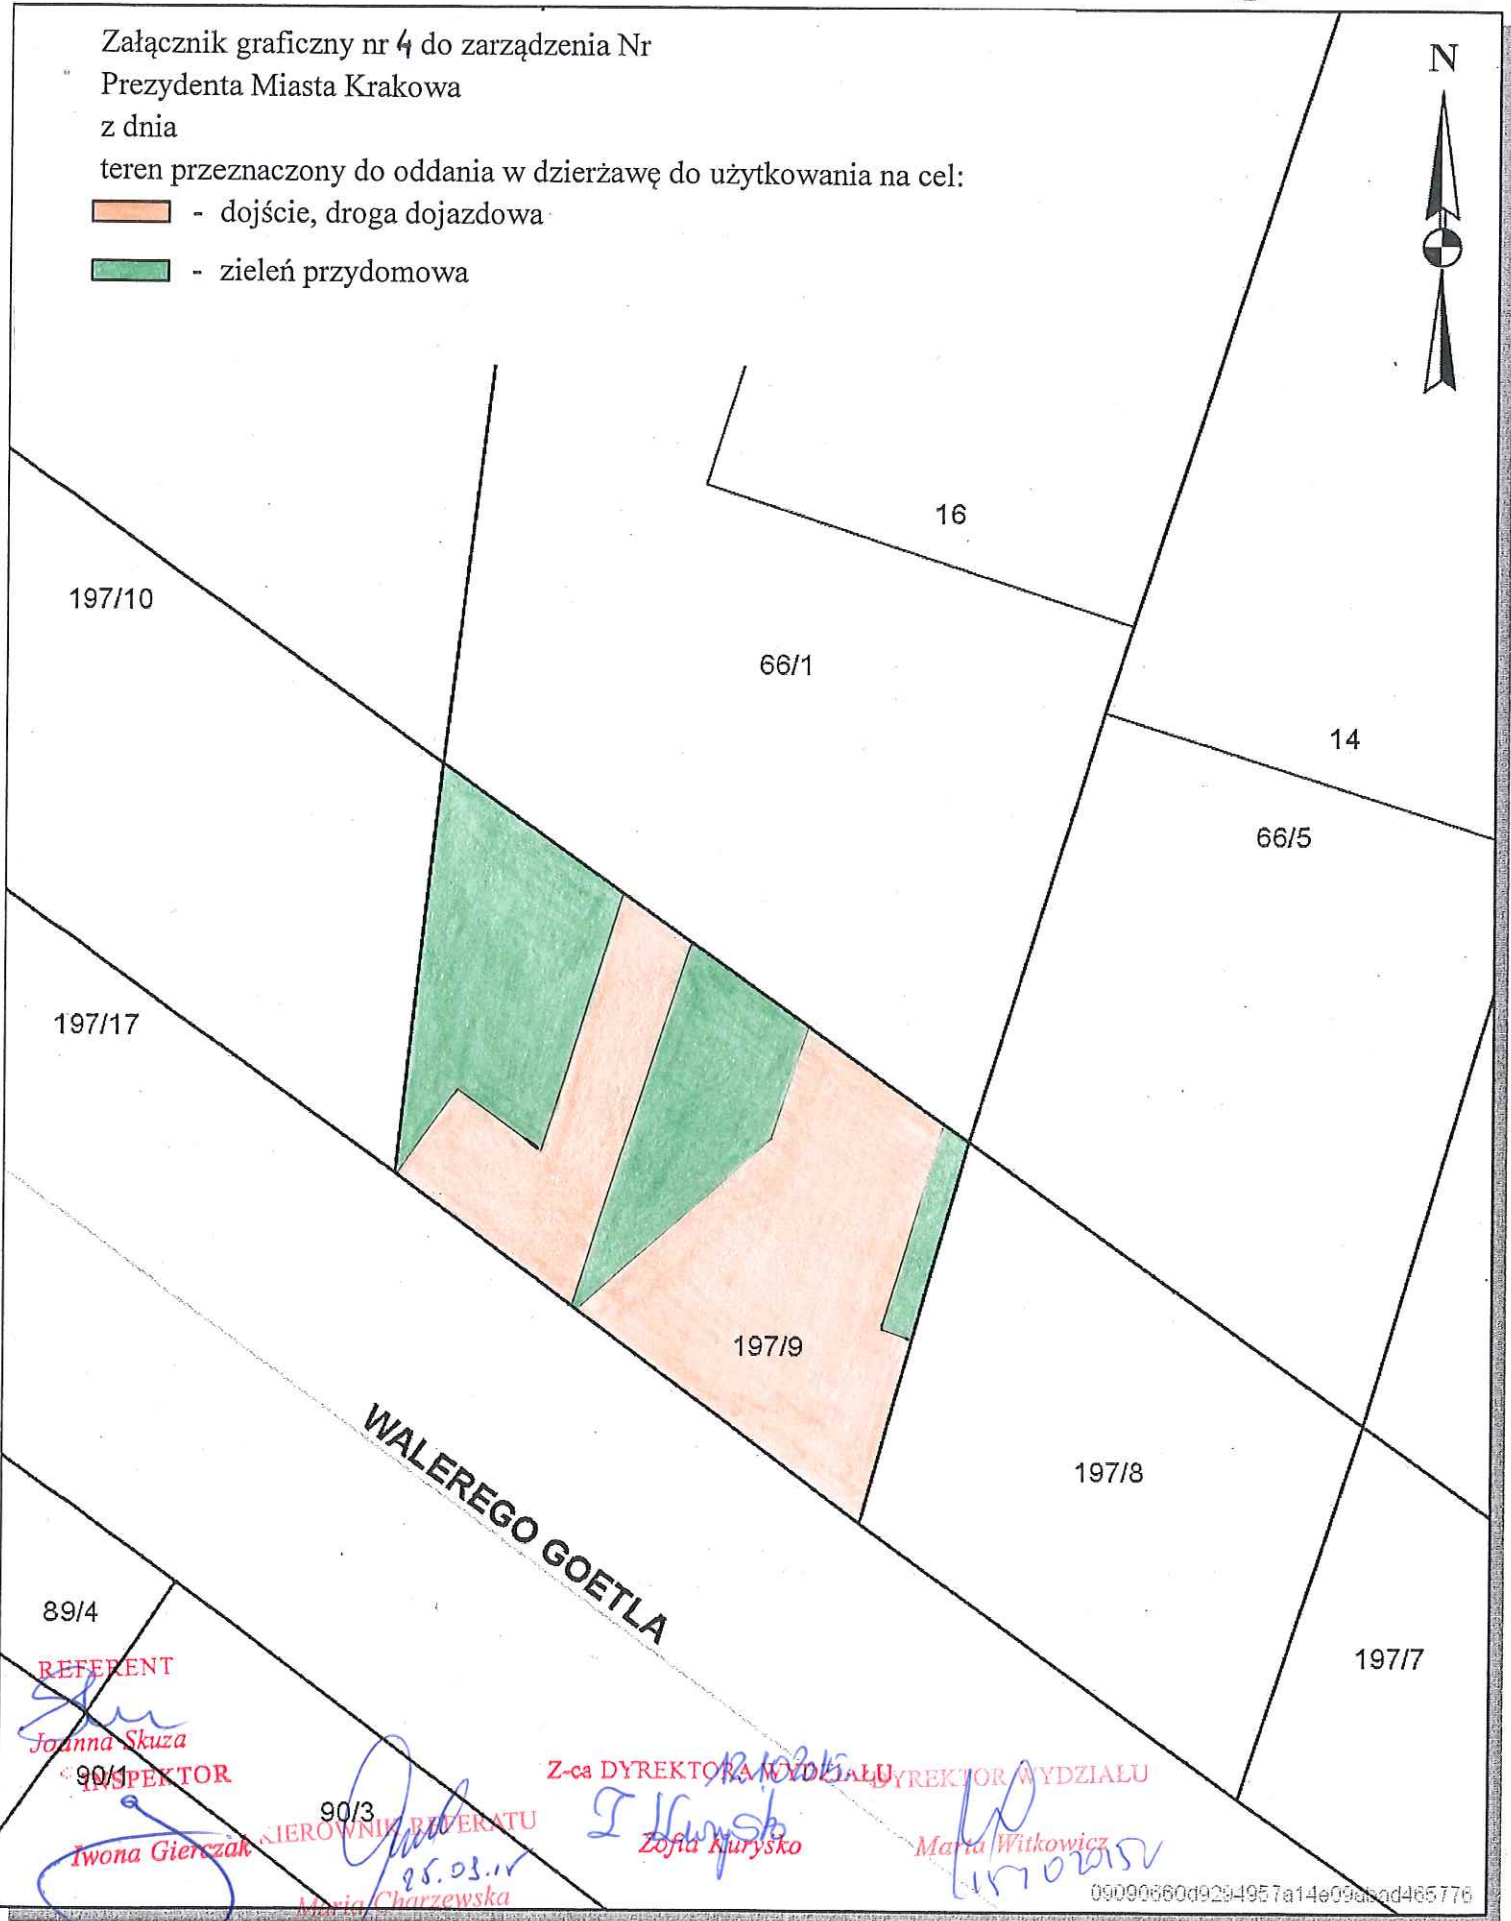 Załącznik graficzny nr 4 do zarządzenia Nr
Prezydenta Miasta Krakowa
z dnia
teren przeznaczony do oddania w dzierżawę do użytkowania na cel:
- dojście, droga dojazdowa
- zieleń przydomowa
N
16
197/10
66/1
14
66/5
197/17
197/9
WALEREGO GOETLA
197/8
89/4
197/7
REFERENT
Joanna Skuza
90/1
INSPEKTOR
Iwona Gierczak
90/3
KIEROWNIK REFERATU
Maria Charzewska
Z-ca DYREKTORA WYDZIAŁU
Zofia Kurysko
DYREKTOR WYDZIAŁU
Marta Witkowicz